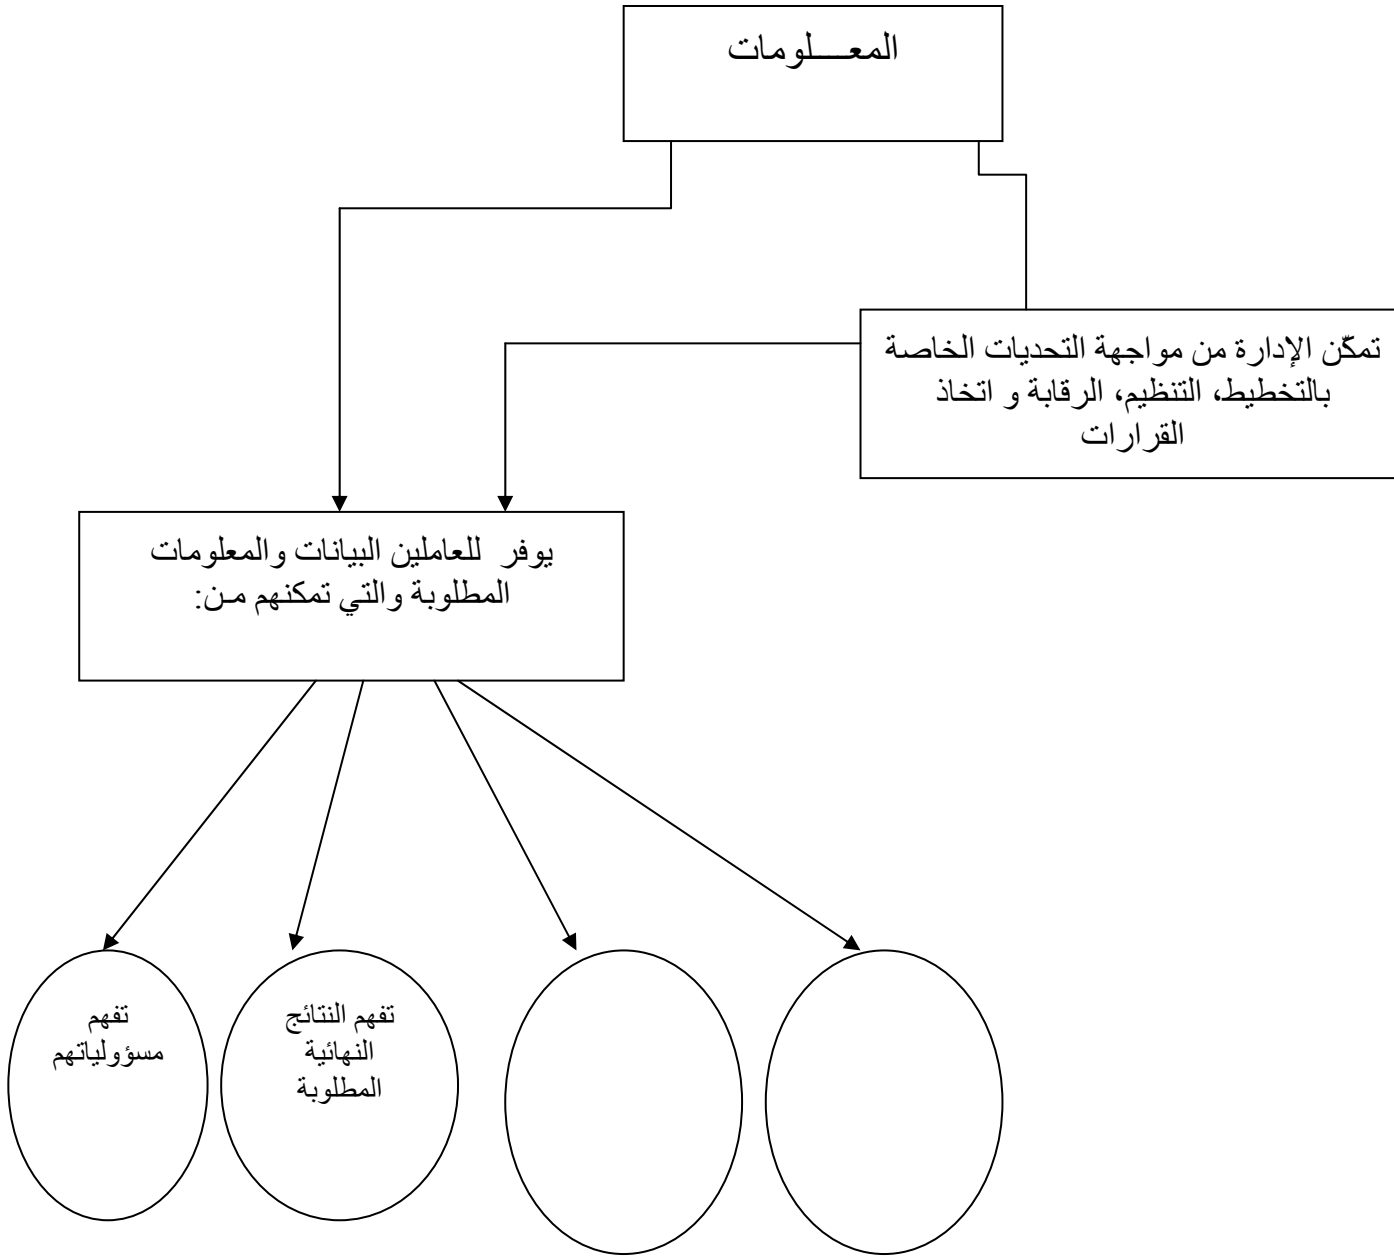 المعـــلومات
تمكّن الإدارة من مواجهة التحديات الخاصة
بالتخطيط، التنظيم، الرقابة و اتخاذ
القرارات
يوفر للعاملين البيانات والمعلومات
المطلوبة والتي تمكنهم مـن:
تفهم
مسؤولياتهم
تفهم النتائج
النهائية
المطلوبة